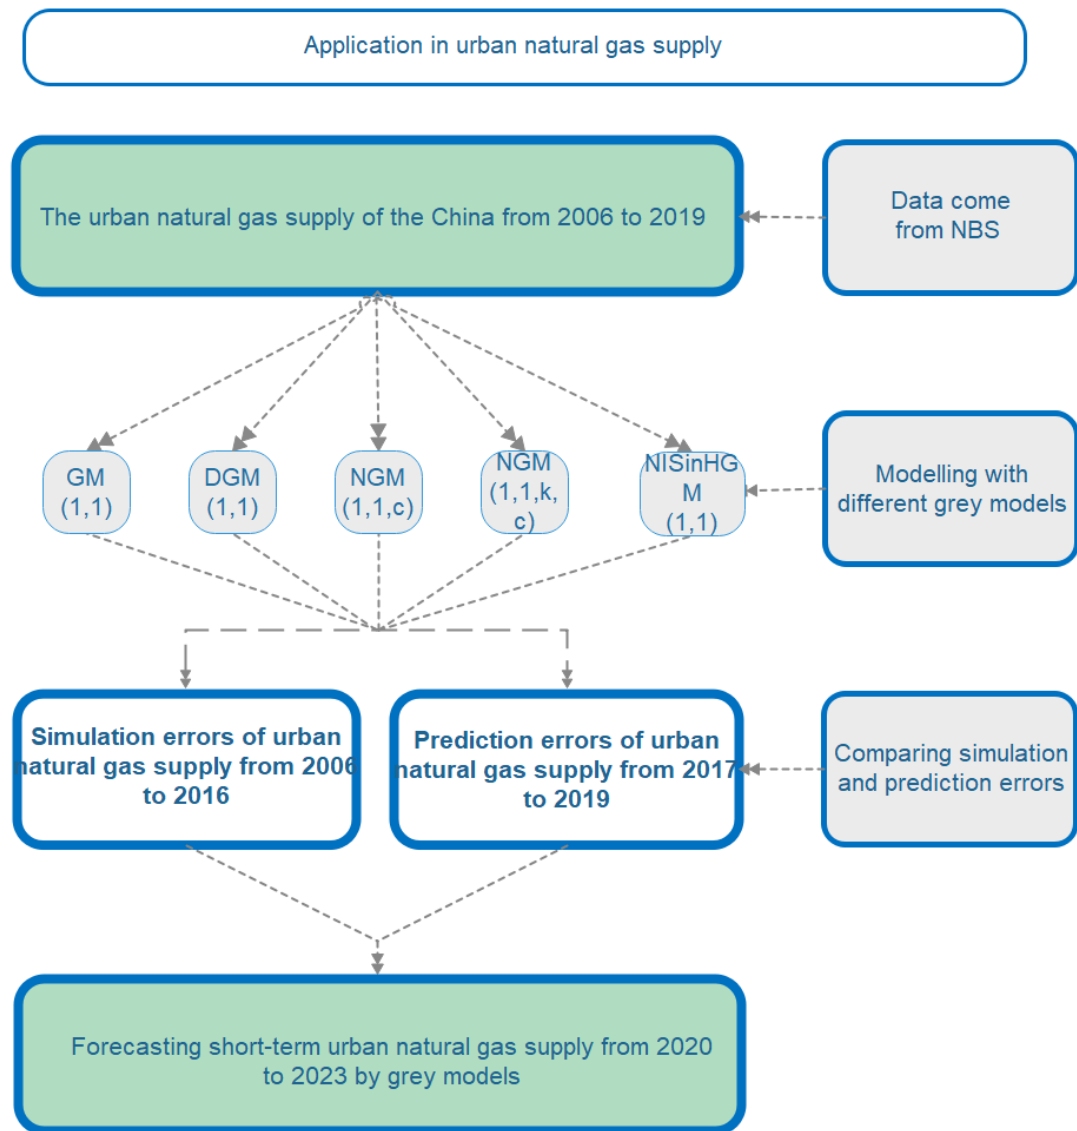 Application in urban natural gas supply
The urban natural gas supply of the China from 2006 to 2019
Data come
from NBS
GM
(1,1)
DGM
(1,1)
NGM
(1,1,c)
NGM
(1,1,k,
c)
NISinHG
M
(1,1)
Modelling with
different grey models
Simulation errors of urban
natural gas supply from 2006
to 2016
Prediction errors of urban
natural gas supply from 2017
to 2019
Comparing simulation
and prediction errors
Forecasting short-term urban natural gas supply from 2020
to 2023 by grey models